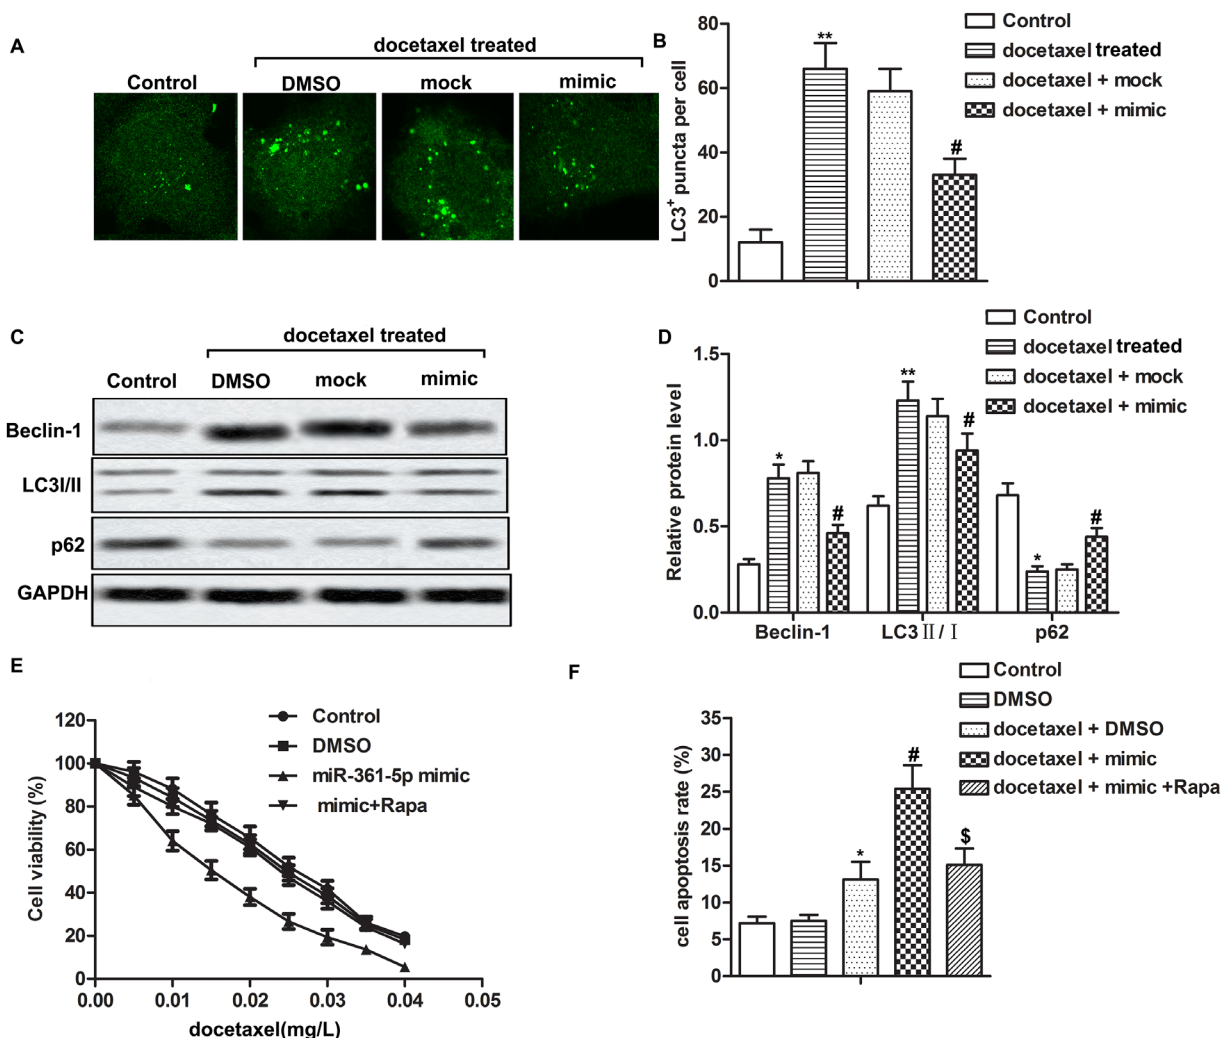 A
docetaxel treated
Control
DMSO
mock
mimic
B
LC3+ puncta per cell
80
60
40
20
0
**
#
Control
docetaxel treated
docetaxel + mock
docetaxel + mimic
C
docetaxel treated
Control
DMSO
mock
mimic
Beclin-1
LC3I/II
p62
GAPDH
D
Control
docetaxel treated
docetaxel + mock
docetaxel + mimic
Relative protein level
1.5
1.0
0.5
0.0
*
#
**
#
*
#
Beclin-1
LC3 Ⅱ / Ⅰ
p62
E
Cell viability (%)
120
100
80
60
40
20
0
Control
DMSO
miR-361-5p mimic
mimic+Rapa
0.00
0.01
0.02
0.03
0.04
0.05
docetaxel(mg/L)
F
Control
DMSO
docetaxel + DMSO
docetaxel + mimic
docetaxel + mimic +Rapa
cell apoptosis rate (%)
35
30
25
20
15
10
5
0
*
#
$